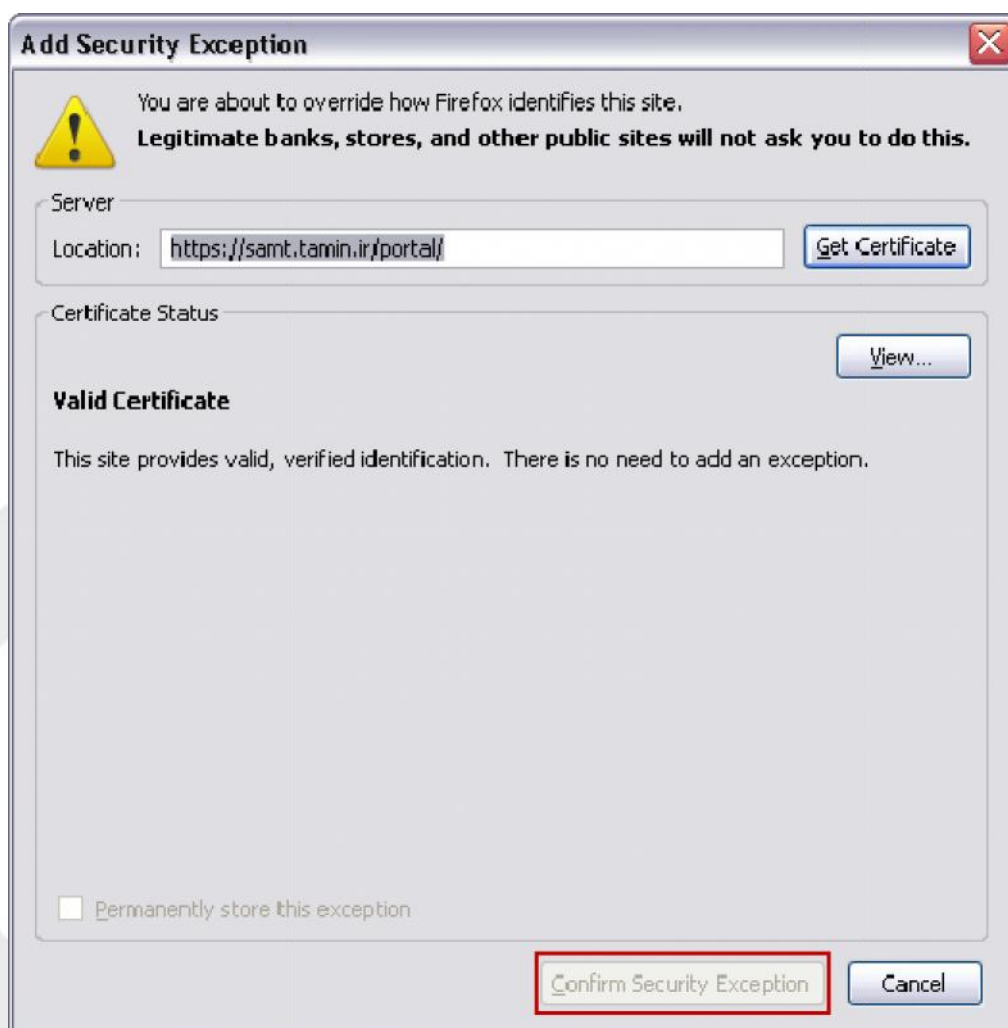 Add Security Exception
You are about to override how Firefox identifies this site.
Legitimate banks, stores, and other public sites will not ask you to do this.
Server
Location:
https://samt.tamin.ir/portal/
Get Certificate
Certificate Status
View...
Valid Certificate
This site provides valid, verified identification.  There is no need to add an exception.
Permanently store this exception
Confirm Security Exception
Cancel